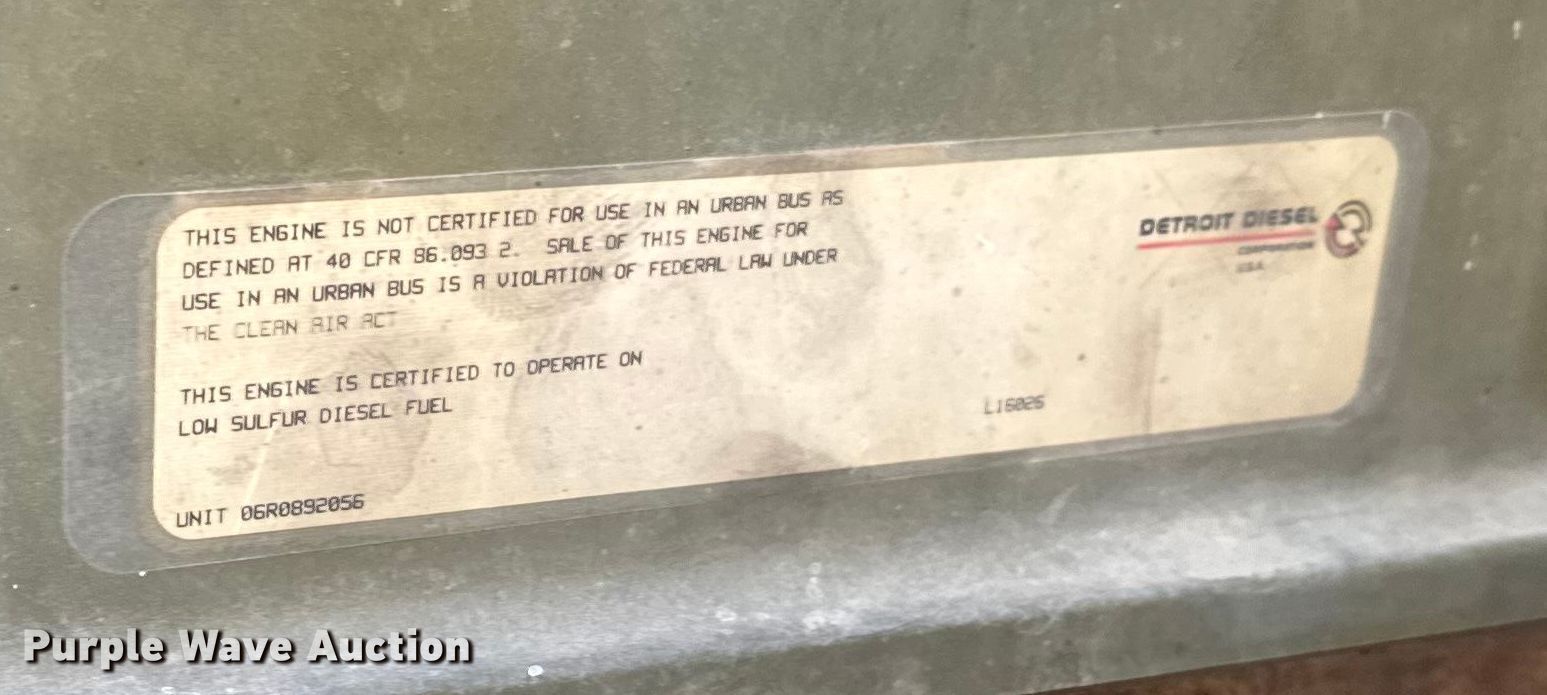 THIS ENGINE IS NOT CERTIFIED FOR USE IN AN URBAN BUS AS
DEFINED AT 40 CFR 86.093 2. SALE OF THIS ENGINE FOR
USE IN AN URBAN BUS IS A VIOLATION OF FEDERAL LAW UNDER
THE CLEAN AIR ACT
THIS ENGINE IS CERTIFIED TO OPERATE ON
LOW SULFUR DIESEL FUEL
UNIT 06R0892056
L16026
DETROIT DIESEL
CORPORATION
USA
Purple Wave Auction